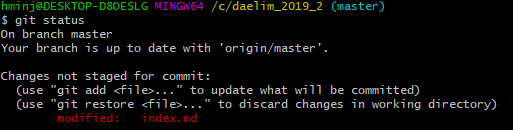 hminj@DESKTOP-D8OESLG MINGW64 /c/daelim_2019_2 (master)
$ git status
On branch master
Your branch is up to date with 'origin/master'.

Changes not staged for commit:
  (use "git add <file>..." to update what will be committed)
  (use "git restore <file>..." to discard changes in working directory)
        modified:   index.md